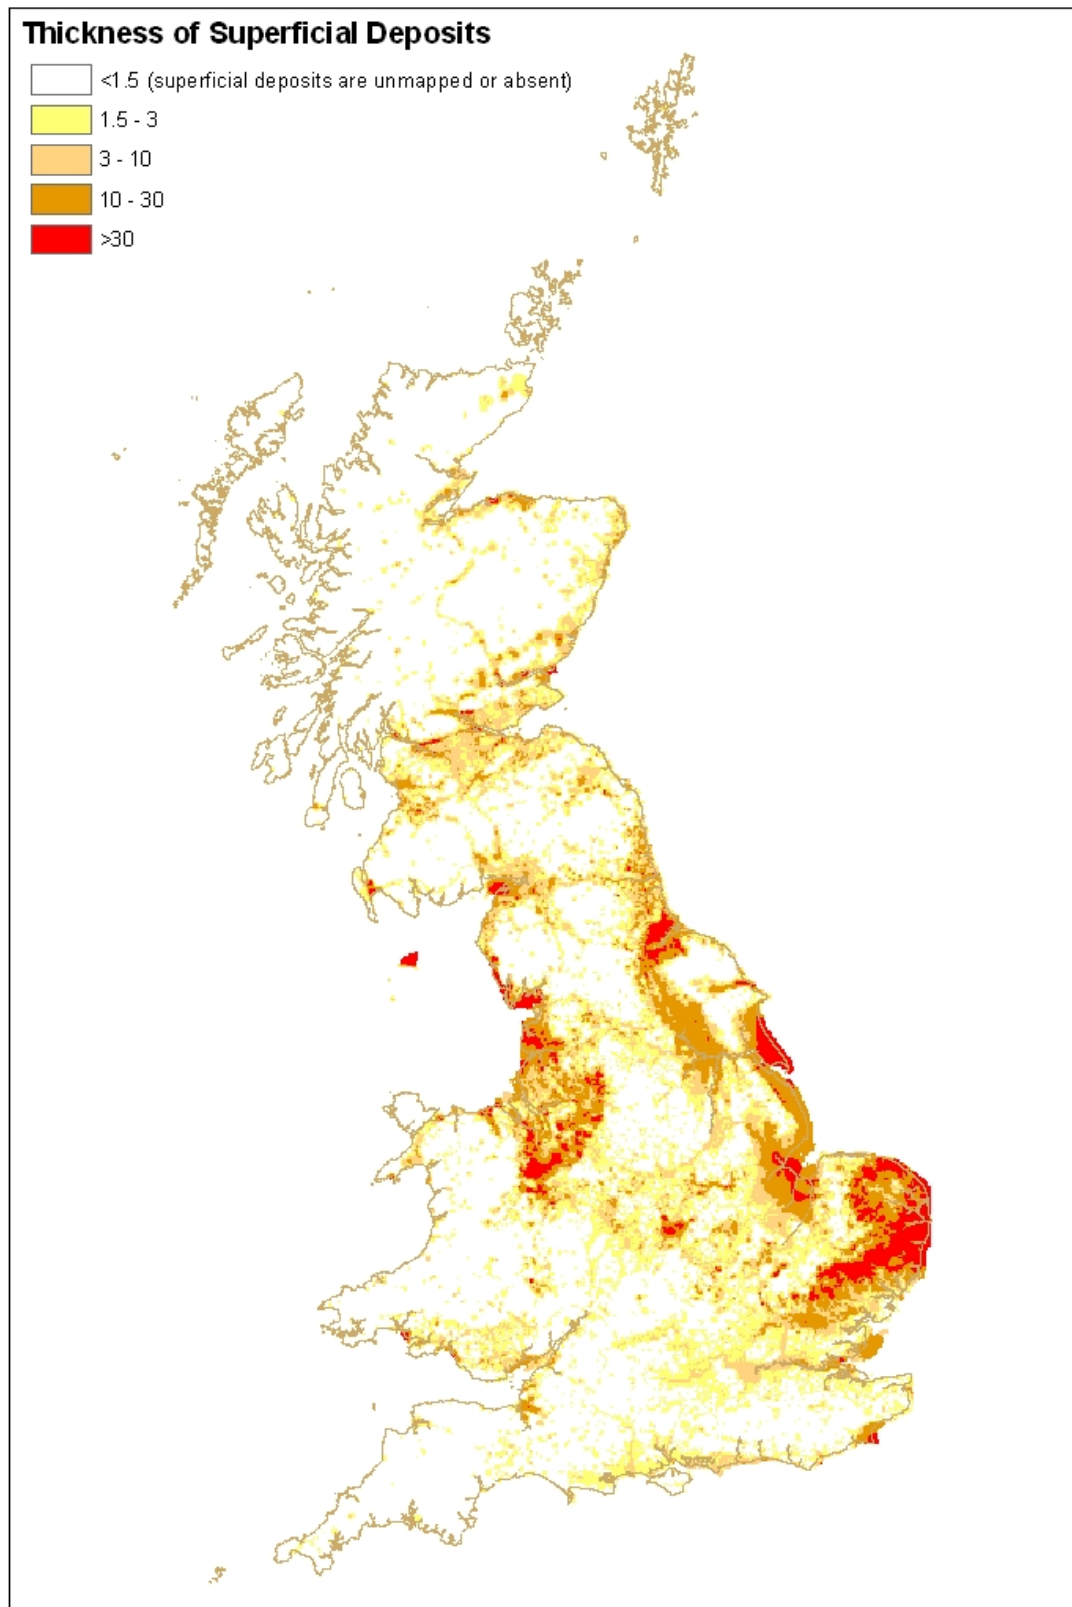 Thickness of Superficial Deposits
<1.5 (superficial deposits are unmapped or absent)
1.5 - 3
3 - 10
10 - 30
>30